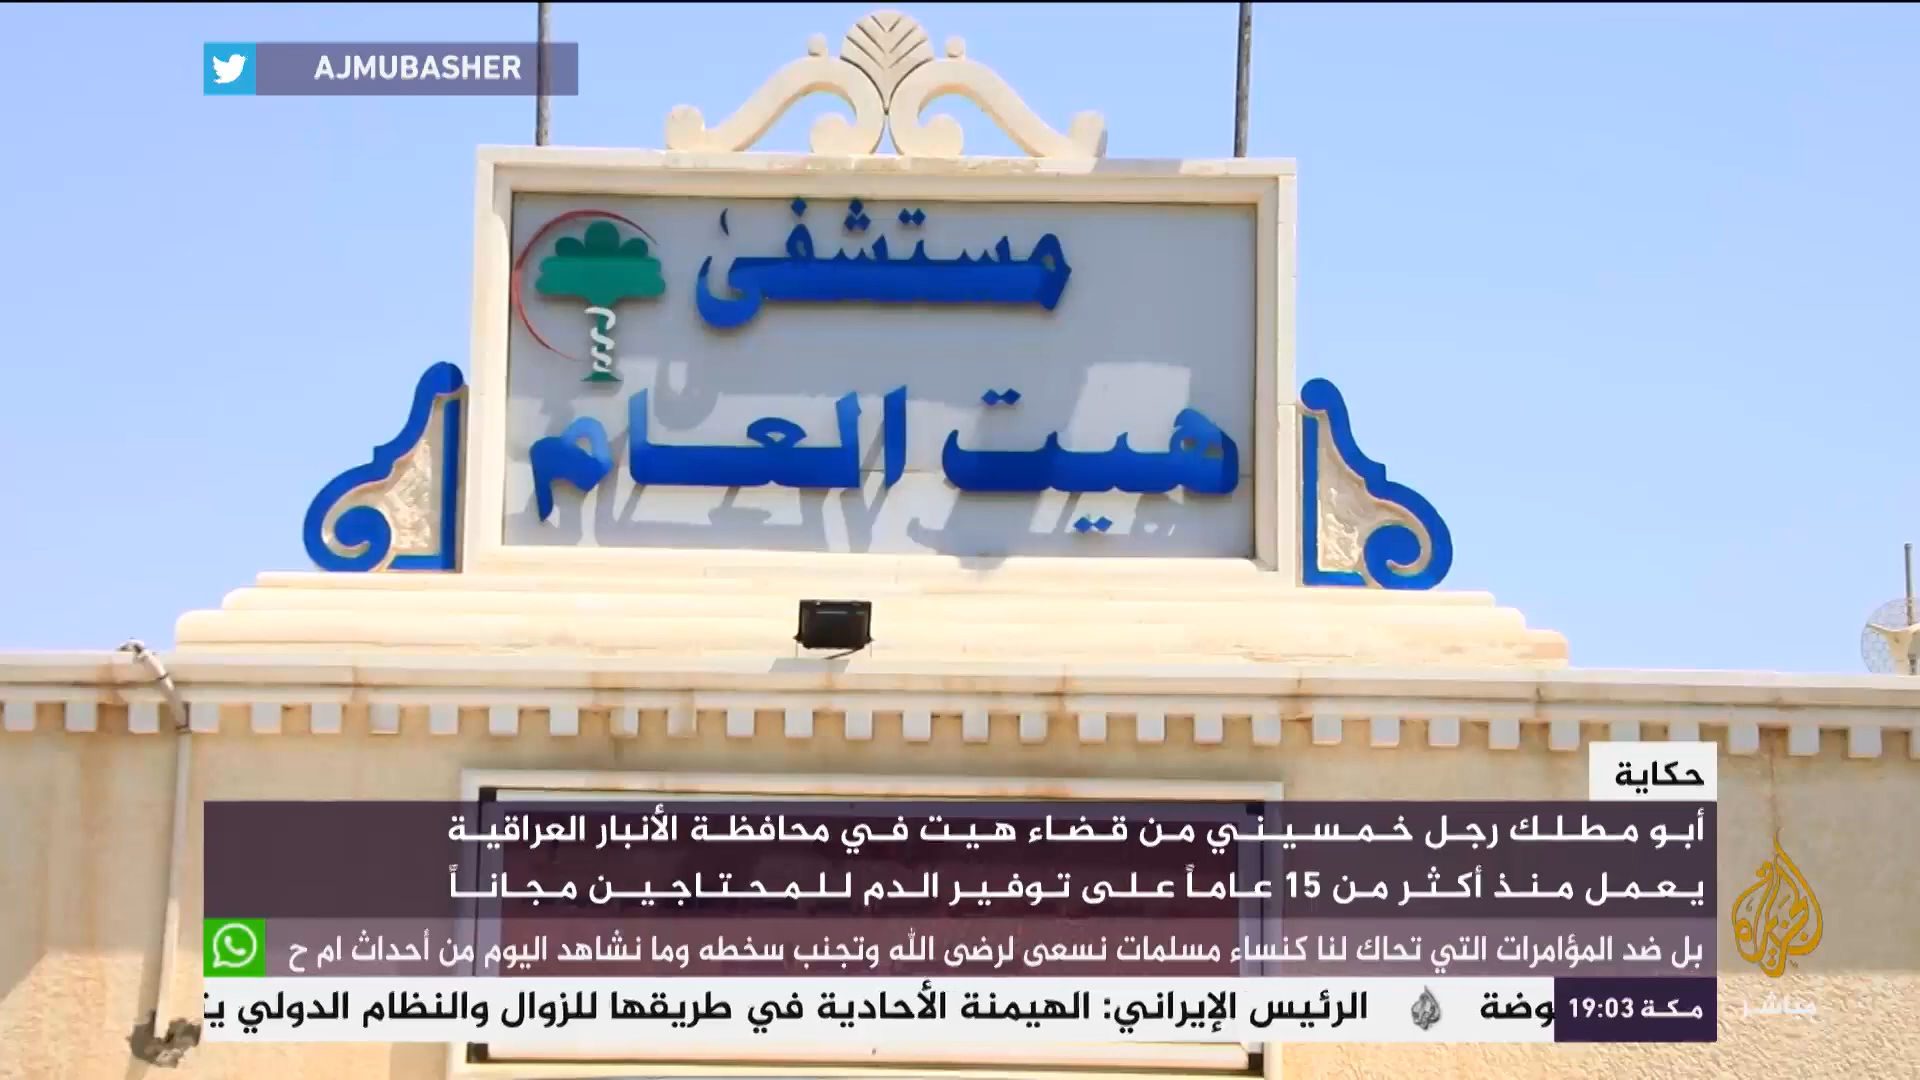 AJMUBASHER
مستشفى
هيت العام
حكاية
أبو مطلك رجل خمسيني من قضاء هيت في محافظة الأنبار العراقية
يعمل منذ أكثر من 15 عاماً على توفير الدم للمحتاجين مجاناً
بل ضد المؤامرات التي تحاك لنا كنساء مسلمات نسعى لرضى الله وتجنب سخطه وما نشاهد اليوم من أحداث ام ح
مكة 19:03 وضة الرئيس الإيراني: الهيمنة الأحادية في طريقها للزوال والنظام الدولي
الجزيرة
مباشر